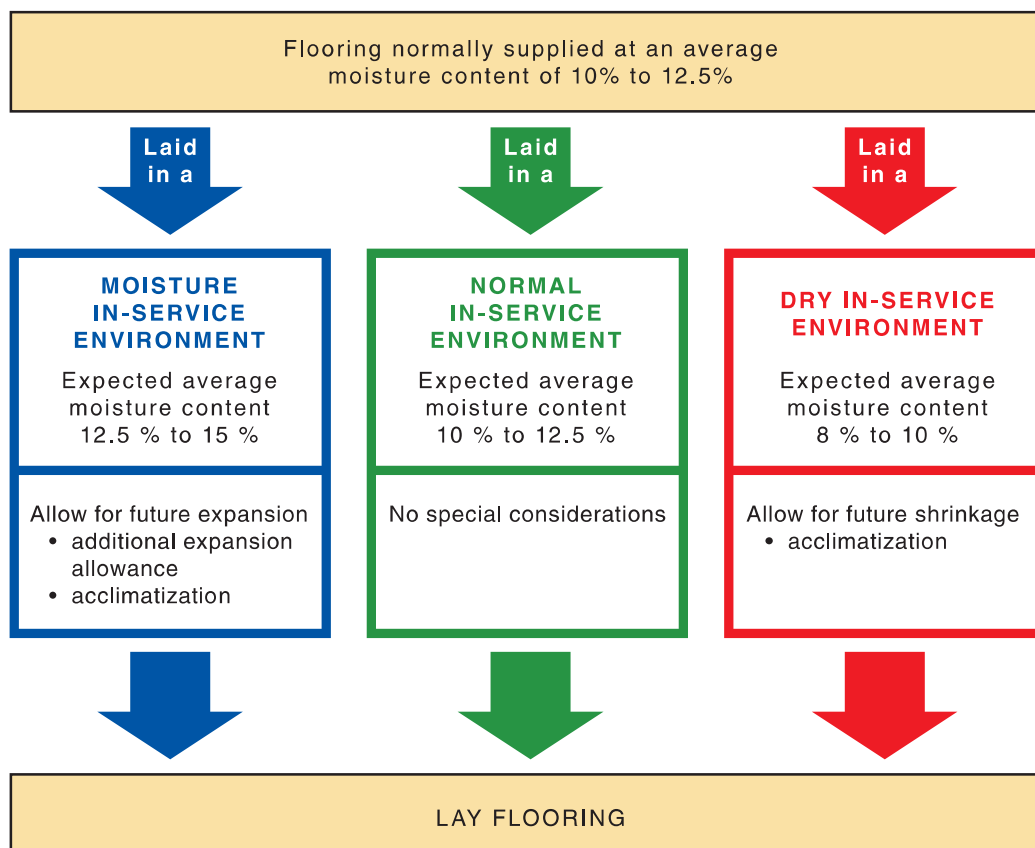 Flooring normally supplied at an average
moisture content of 10% to 12.5%
Laid
in a
Laid
in a
Laid
in a
MOISTURE
IN-SERVICE
ENVIRONMENT
Expected average
moisture content
12.5 % to 15 %
Allow for future expansion
• additional expansion
allowance
• acclimatization
NORMAL
IN-SERVICE
ENVIRONMENT
Expected average
moisture content
10 % to 12.5 %
No special considerations
DRY IN-SERVICE
ENVIRONMENT
Expected average
moisture content
8 % to 10 %
Allow for future shrinkage
• acclimatization
LAY FLOORING